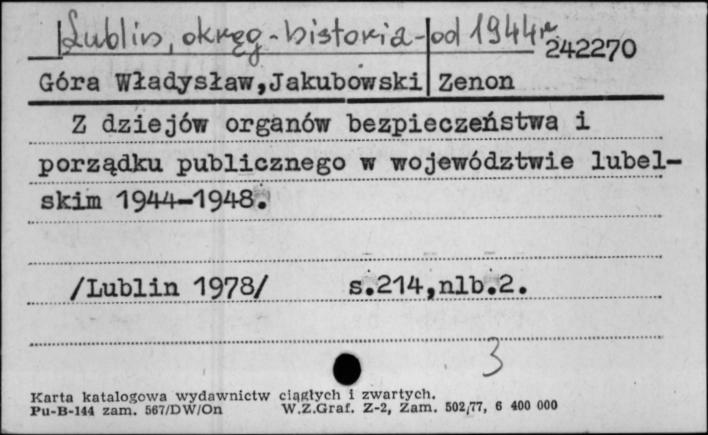 Lublin, okręg - historia - od 1944 r.
242270
Góra Władysław, Jakubowski Zenon
Z dziejów organów bezpieczeństwa i
porządku publicznego w województwie lubel-
skim 1944-1948.
/Lublin 1978/ s.214,nlb.2.
3
Karta katalogowa wydawnictw ciągłych i zwartych.
Pu-B-144 zam. 567/DW/On W.Z.Graf. Z-2, Zam. 502/77, 6 400 000